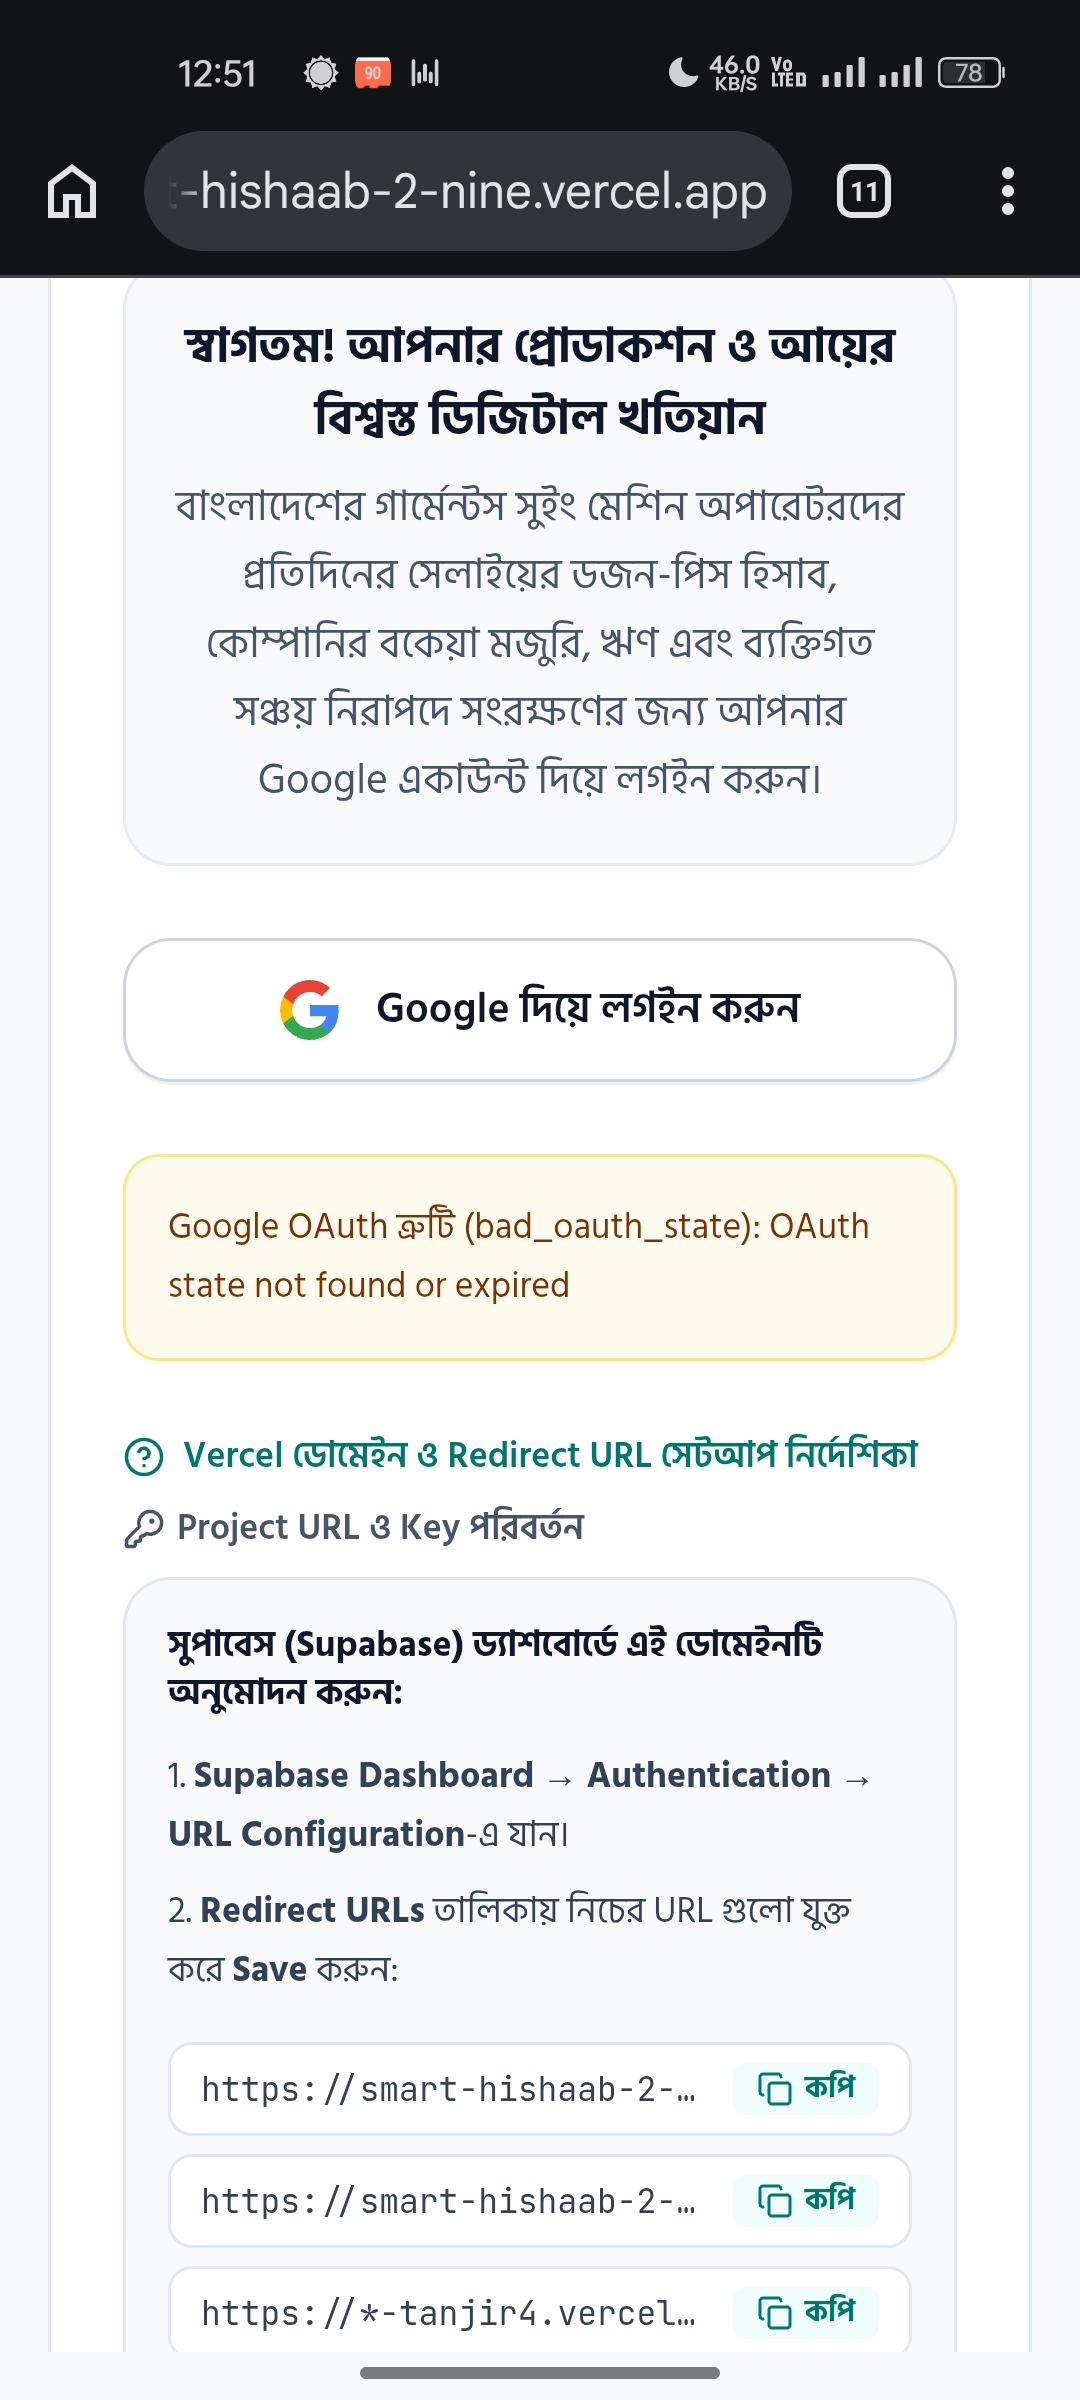 12:51
90
46.0 KB/S
Vo LTED
78
-hishaab-2-nine.vercel.app
11
স্বাগতম! আপনার প্রোডাকশন ও আয়ের
বিশ্বস্ত ডিজিটাল খতিয়ান
বাংলাদেশের গার্মেন্টস সুইং মেশিন অপারেটরদের
প্রতিদিনের সেলাইয়ের ডজন-পিস হিসাব,
কোম্পানির বকেয়া মজুরি, ঋণ এবং ব্যক্তিগত
সঞ্চয় নিরাপদে সংরক্ষণের জন্য আপনার
Google একাউন্ট দিয়ে লগইন করুন।
Google দিয়ে লগইন করুন
Google OAuth ত্রুটি (bad_oauth_state): OAuth
state not found or expired
Vercel ডোমেইন ও Redirect URL সেটআপ নির্দেশিকা
Project URL ও Key পরিবর্তন
সুপাবেস (Supabase) ড্যাশবোর্ডে এই ডোমেইনটি
অনুমোদন করুন:
1. Supabase Dashboard → Authentication →
URL Configuration-এ যান।
2. Redirect URLs তালিকায় নিচের URL গুলো যুক্ত
করে Save করুন:
https://smart-hishaab-2-… কপি
https://smart-hishaab-2-… কপি
https://*-tanjir4.vercel… কপি